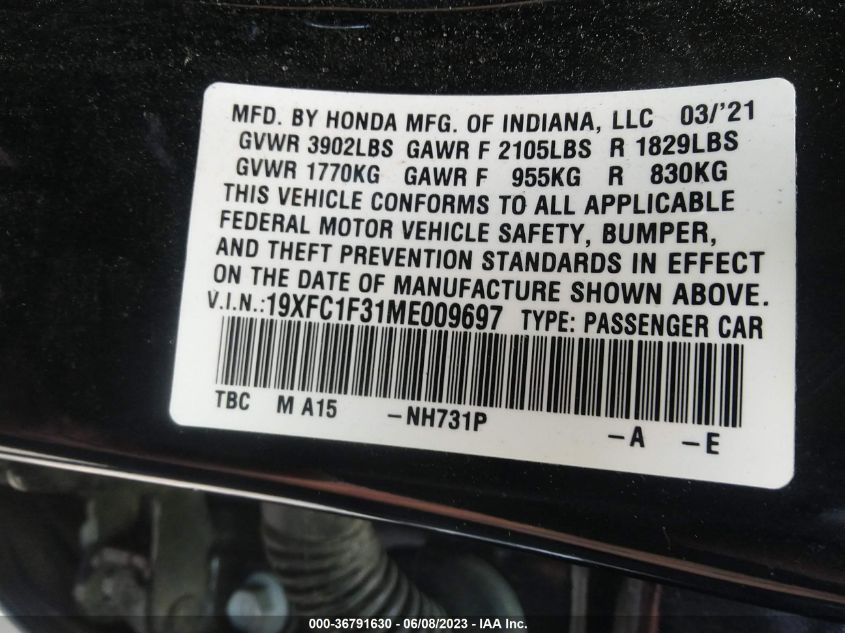 MFD. BY HONDA MFG. OF INDIANA, LLC 03/'21
GVWR 3902LBS GAWR F 2105LBS R 1829LBS
GVWR 1770KG GAWR F 955KG R 830KG
THIS VEHICLE CONFORMS TO ALL APPLICABLE
FEDERAL MOTOR VEHICLE SAFETY, BUMPER,
AND THEFT PREVENTION STANDARDS IN EFFECT
ON THE DATE OF MANUFACTURE SHOWN ABOVE.
V.I.N.:19XFC1F31ME009697 TYPE: PASSENGER CAR
TBC M A15 -NH731P -A -E
000-36791630 - 06/08/2023 - IAA Inc.